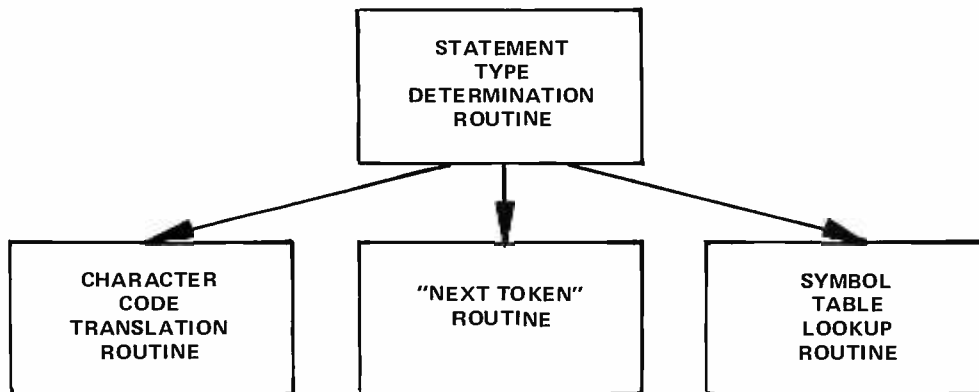 STATEMENT
TYPE
DETERMINATION
ROUTINE
CHARACTER
CODE
TRANSLATION
ROUTINE
"NEXT TOKEN"
ROUTINE
SYMBOL
TABLE
LOOKUP
ROUTINE